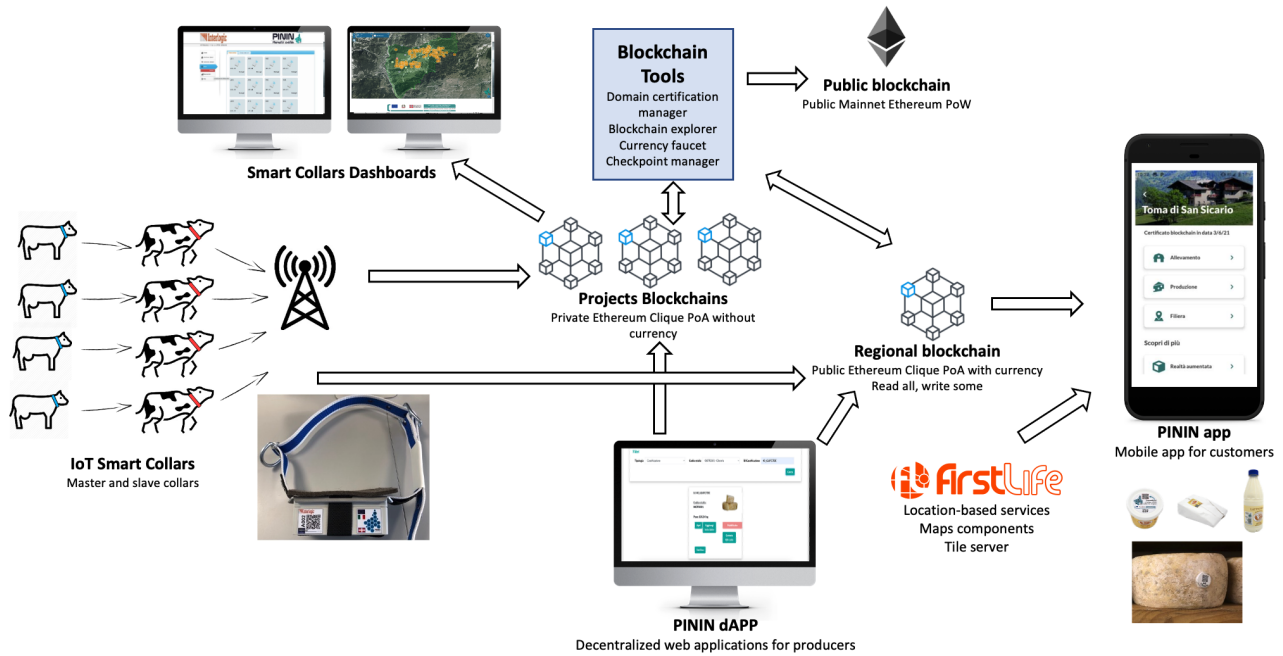 Interlogic
PININ
Smart Collars Dashboards
Blockchain
Tools
Domain certification
manager
Blockchain explorer
Currency faucet
Checkpoint manager
Public blockchain
Public Mainnet Ethereum PoW
Projects Blockchains
Private Ethereum Clique PoA without
currency
Regional blockchain
Public Ethereum Clique PoA with currency
Read all, write some
IoT Smart Collars
Master and slave collars
A002
PININ dAPP
Decentralized web applications for producers
firstLife
Location-based services
Maps components
Tile server
Toma di San Sicario
Certificato blockchain in data 3/6/21
Allevamento
Produzione
Filiera
Scopri di più
Realtà aumentata
PININ app
Mobile app for customers